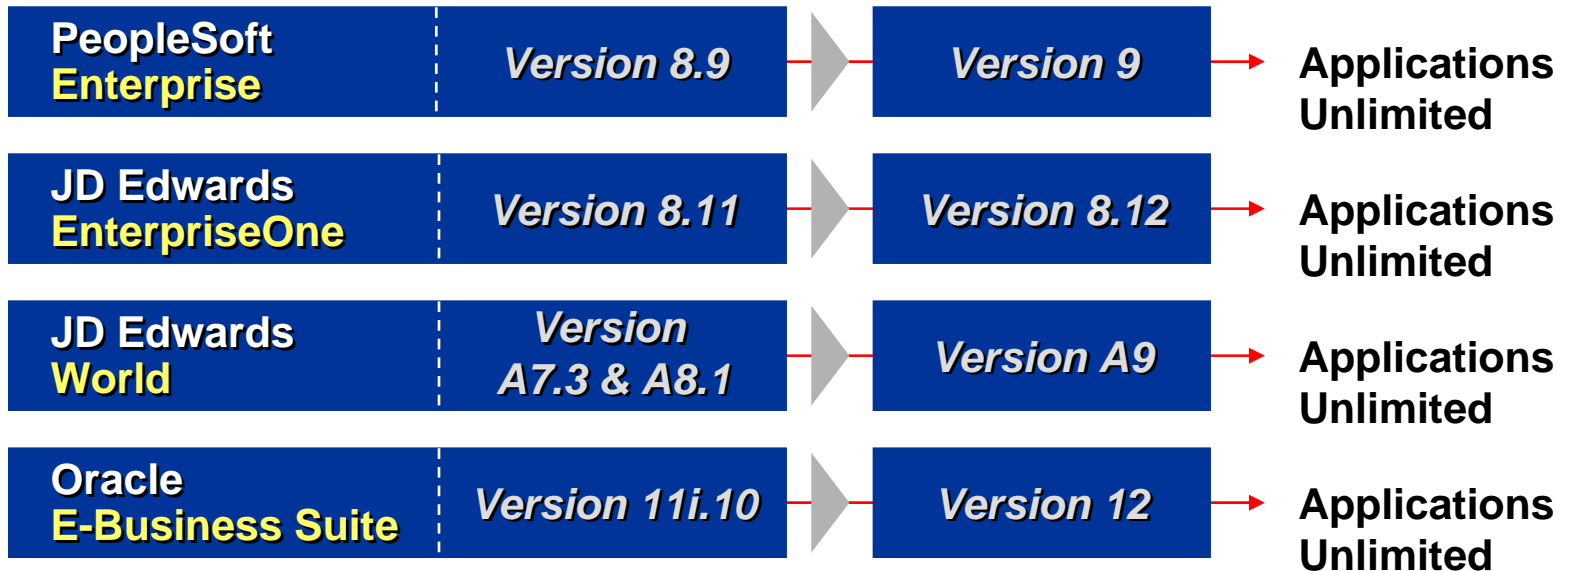 PeopleSoft
Enterprise
Version 8.9
Version 9
Applications
Unlimited
JD Edwards
EnterpriseOne
Version 8.11
Version 8.12
Applications
Unlimited
JD Edwards
World
Version
A7.3 & A8.1
Version A9
Applications
Unlimited
Oracle
E-Business Suite
Version 11i.10
Version 12
Applications
Unlimited